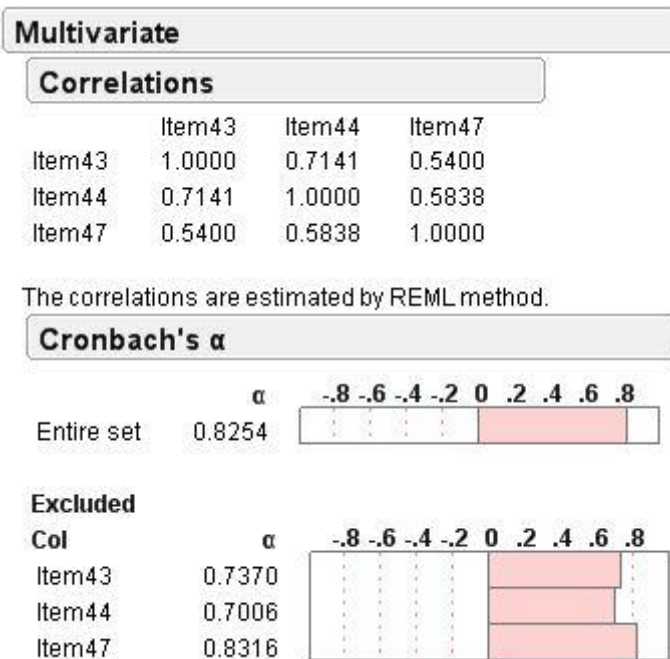 Multivariate
Correlations
Item43 Item44 Item47
Item43 1.0000 0.7141 0.5400
Item44 0.7141 1.0000 0.5838
Item47 0.5400 0.5838 1.0000
The correlations are estimated by REML method.
Cronbach's α
α -.8 -.6 -.4 -.2 0 .2 .4 .6 .8
Entire set 0.8254
Excluded
Col α -.8 -.6 -.4 -.2 0 .2 .4 .6 .8
Item43 0.7370
Item44 0.7006
Item47 0.8316